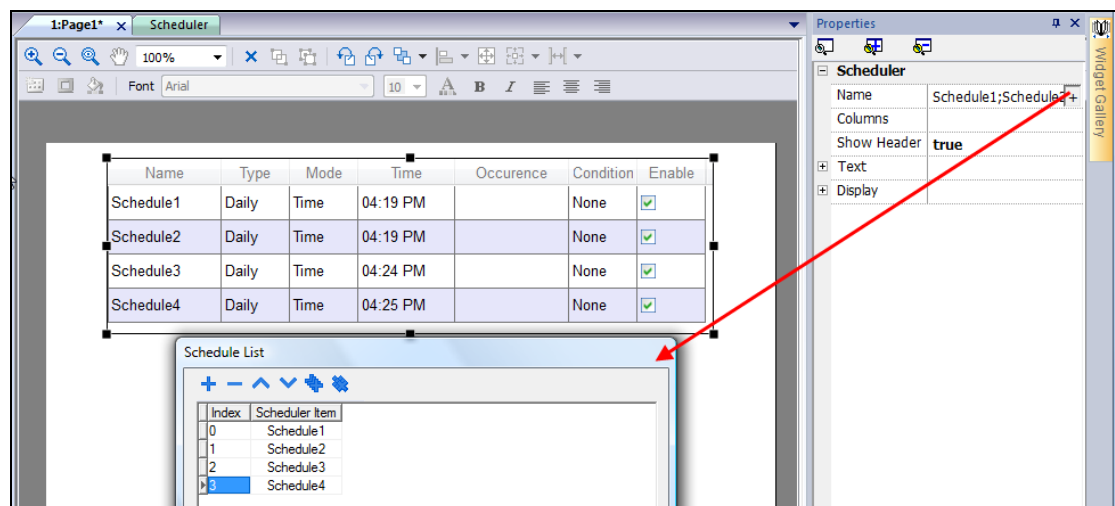 1:Page1* x Scheduler
Properties
100%
Font Arial 10 A B I
Scheduler
Name Schedule1;Schedule2 +
Columns
Show Header true
Text
Display
Widget Gallery
Name Type Mode Time Occurence Condition Enable
Schedule1 Daily Time 04:19 PM None
Schedule2 Daily Time 04:19 PM None
Schedule3 Daily Time 04:24 PM None
Schedule4 Daily Time 04:25 PM None
Schedule List
Index Scheduler Item
0 Schedule1
1 Schedule2
2 Schedule3
3 Schedule4